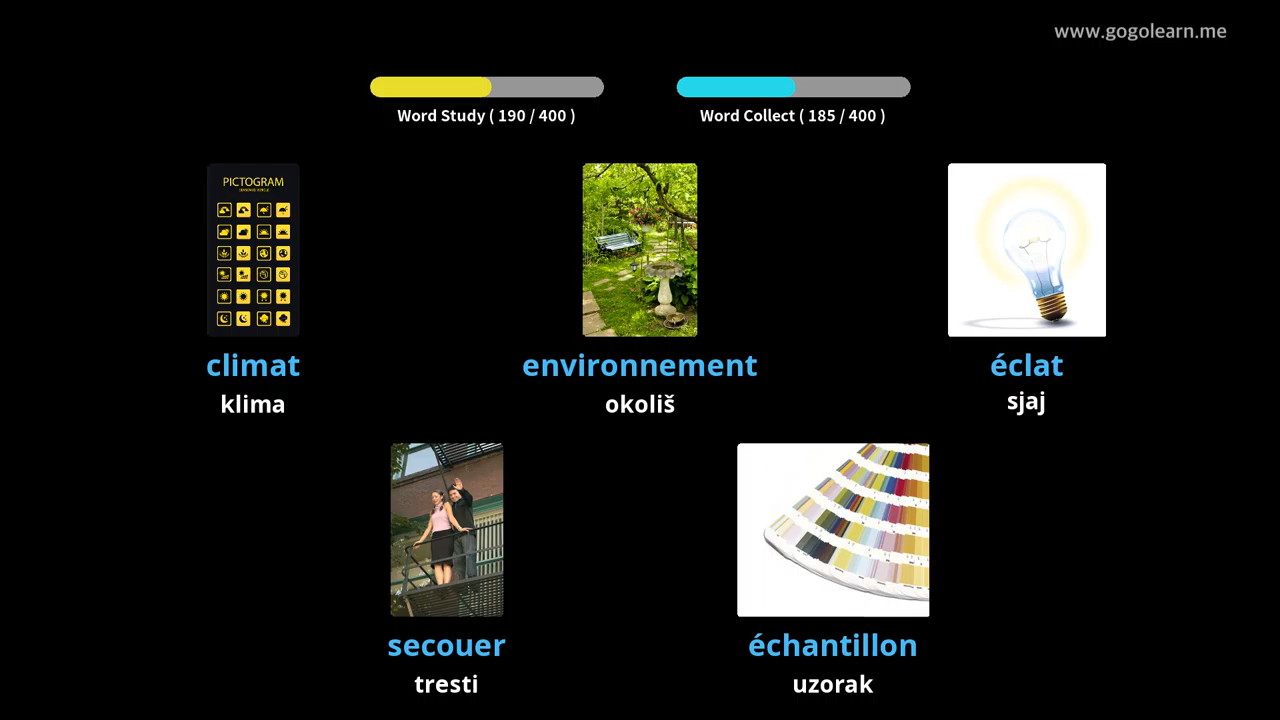 www.gogolearn.me
Word Study ( 190 / 400 )
Word Collect ( 185 / 400 )
PICTOGRAM
climat
klima
environnement
okoliš
éclat
sjaj
secouer
tresti
échantillon
uzorak